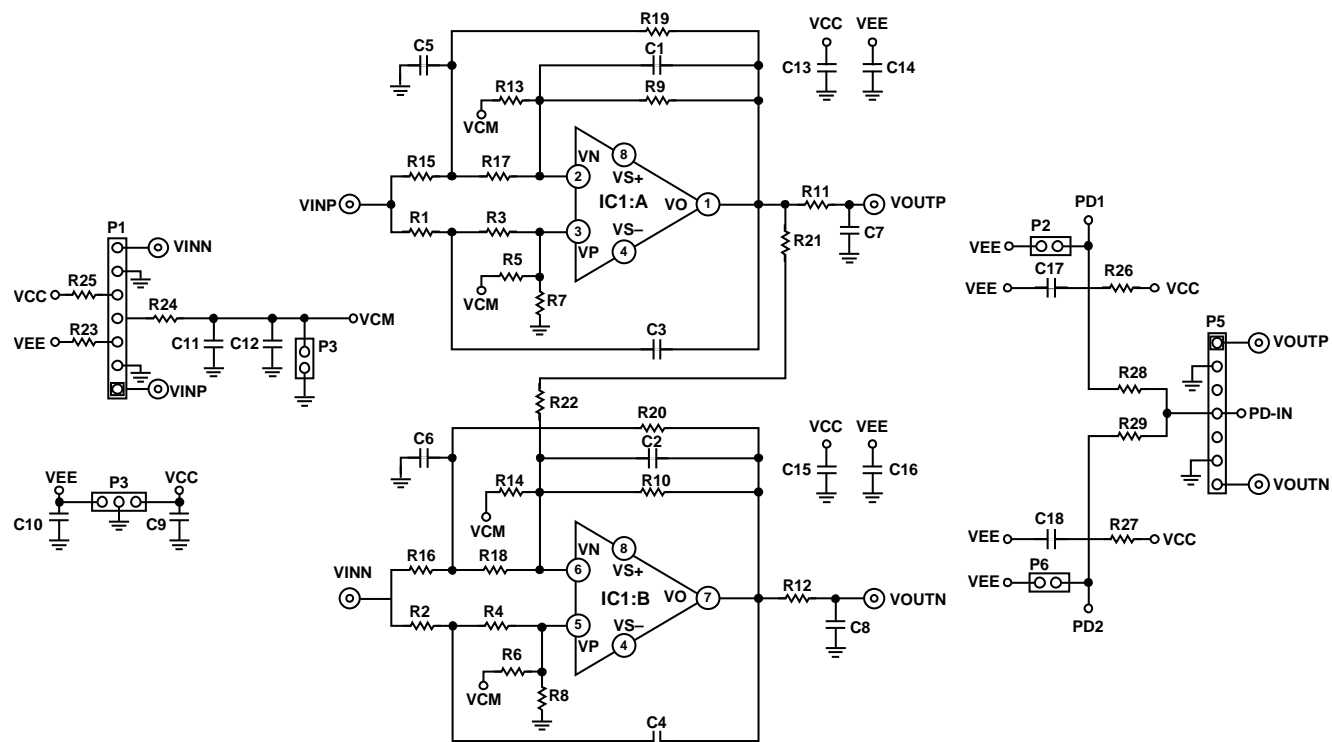 R19
VCC VEE
C5
C1
C13 C14
R13
R9
VCM
VN
8
R15 R17
2
VS+
R11
VINP
IC1:A VO 1
VOUTP
R1 R3
VS–
3
VP
4
C7
R21
R5
VCM
R7
C3
P1
VINN
R25
VCC
R24
VCM
R23
VEE
C11 C12 P3
VINP
PD1
P2
VEE
C17 R26
VEE VCC
P5
VOUTP
R28
PD-IN
R29
VOUTN
C18 R27
VEE VCC
P6
VEE
PD2
R22
R20
VCC VEE
C6
C2
C15 C16
R14
R10
VCM
VEE P3 VCC
C10 C9
VN
8
R16 R18
6
VS+
VINN
R12
IC1:B VO 7
VOUTN
R2 R4
VS–
5
VP
4
C8
R6
VCM
R8
C4